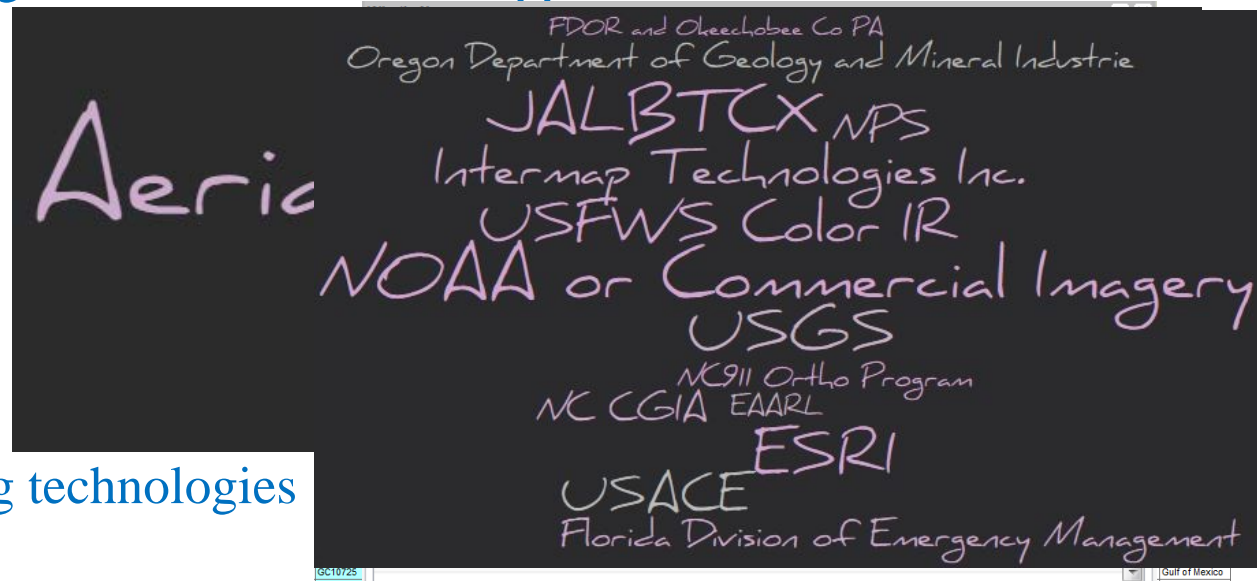 FDOR and Okeechobee Co PA
Oregon Department of Geology and Mineral Industrie
JALBTCX NPS
Aeric
Intermap Technologies Inc.
USFWS Color IR
NOAA or Commercial Imagery
USGS
NC911 Ortho Program
NC CGIA EAARL
ESRI
g technologies
USACE
Florida Division of Emergency Management
GC10725
Gulf of Mexico